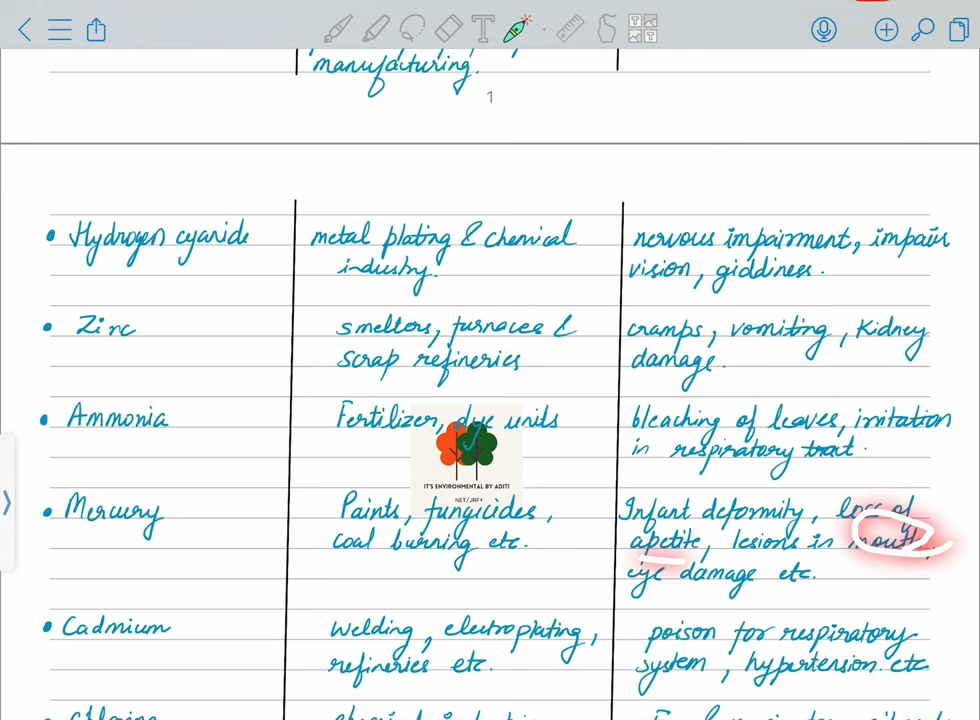 manufacturing.
1
• Hydrogen cyanide metal plating & chemical nervous impairment, impairs
industry. vision, giddiness.
• Zinc smelters, furnaces & cramps, vomiting, Kidney
scrap refineries damage.
• Ammonia Fertilizer, dye units bleaching of leaves, irritation
in respiratory tract.
IT'S ENVIRONMENTAL BY ADITI
NET/JRF
• Mercury Paints, fungicides, Infant deformity, loss of
coal burning etc. apetite, lesions in mouth,
eye damage etc.
• Cadmium welding, electroplating, poison for respiratory
refineries etc. system, hypertension. etc